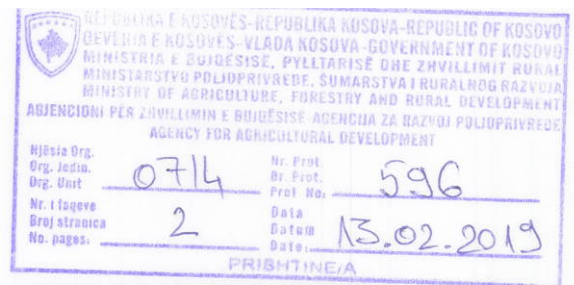 REPUBLIKA E KOSOVËS-REPUBLIKA KOSOVA-REPUBLIC OF KOSOVO
QEVERIA E KOSOVËS-VLADA KOSOVA-GOVERNMENT OF KOSOVO
MINISTRIA E BUJQËSISË, PYLLTARISË DHE ZHVILLIMIT RURAL
MINISTARSTVO POLJOPRIVREDE, ŠUMARSTVA I RURALNOG RAZVOJA
MINISTRY OF AGRICULTURE, FORESTRY AND RURAL DEVELOPMENT
AGJENCIONI PËR ZHVILLIMIN E BUJQËSISË-AGENCIJA ZA RAZVOJ POLJOPRIVREDE
AGENCY FOR AGRICULTURAL DEVELOPMENT
Njësia Org.
Org. Jedin.
Org. Unit 07/4
Nr. Prot.
Br. Prot.
Prot. No. 596
Nr. i faqeve
Broj stranica
No. pages: 2
Data
Datum
Date: 13.02.2019
PRISHTINË/A